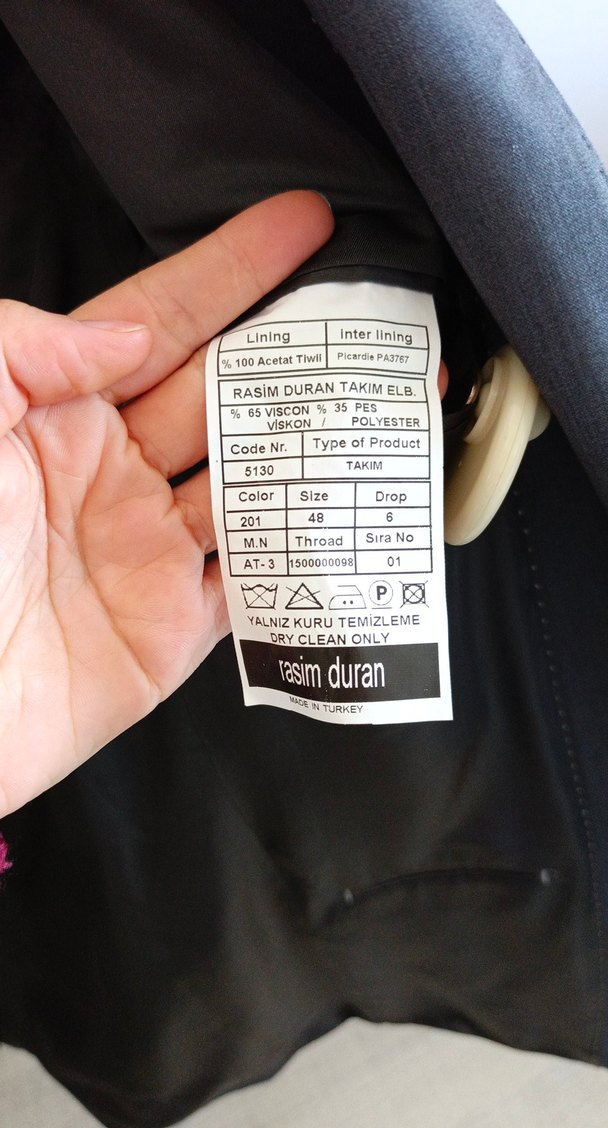 Lining Inter lining
% 100 Acetat Tiwii Picardie PA3767
RASİM DURAN TAKIM ELB.
% 65 VISCON % 35 PES
VİSKON / POLYESTER
Code Nr. Type of Product
5130 TAKIM
Color Size Drop
201 48 6
M.N Throad Sıra No
AT-3 1500000098 01
P
YALNIZ KURU TEMİZLEME
DRY CLEAN ONLY
rasim duran
MADE IN TURKEY